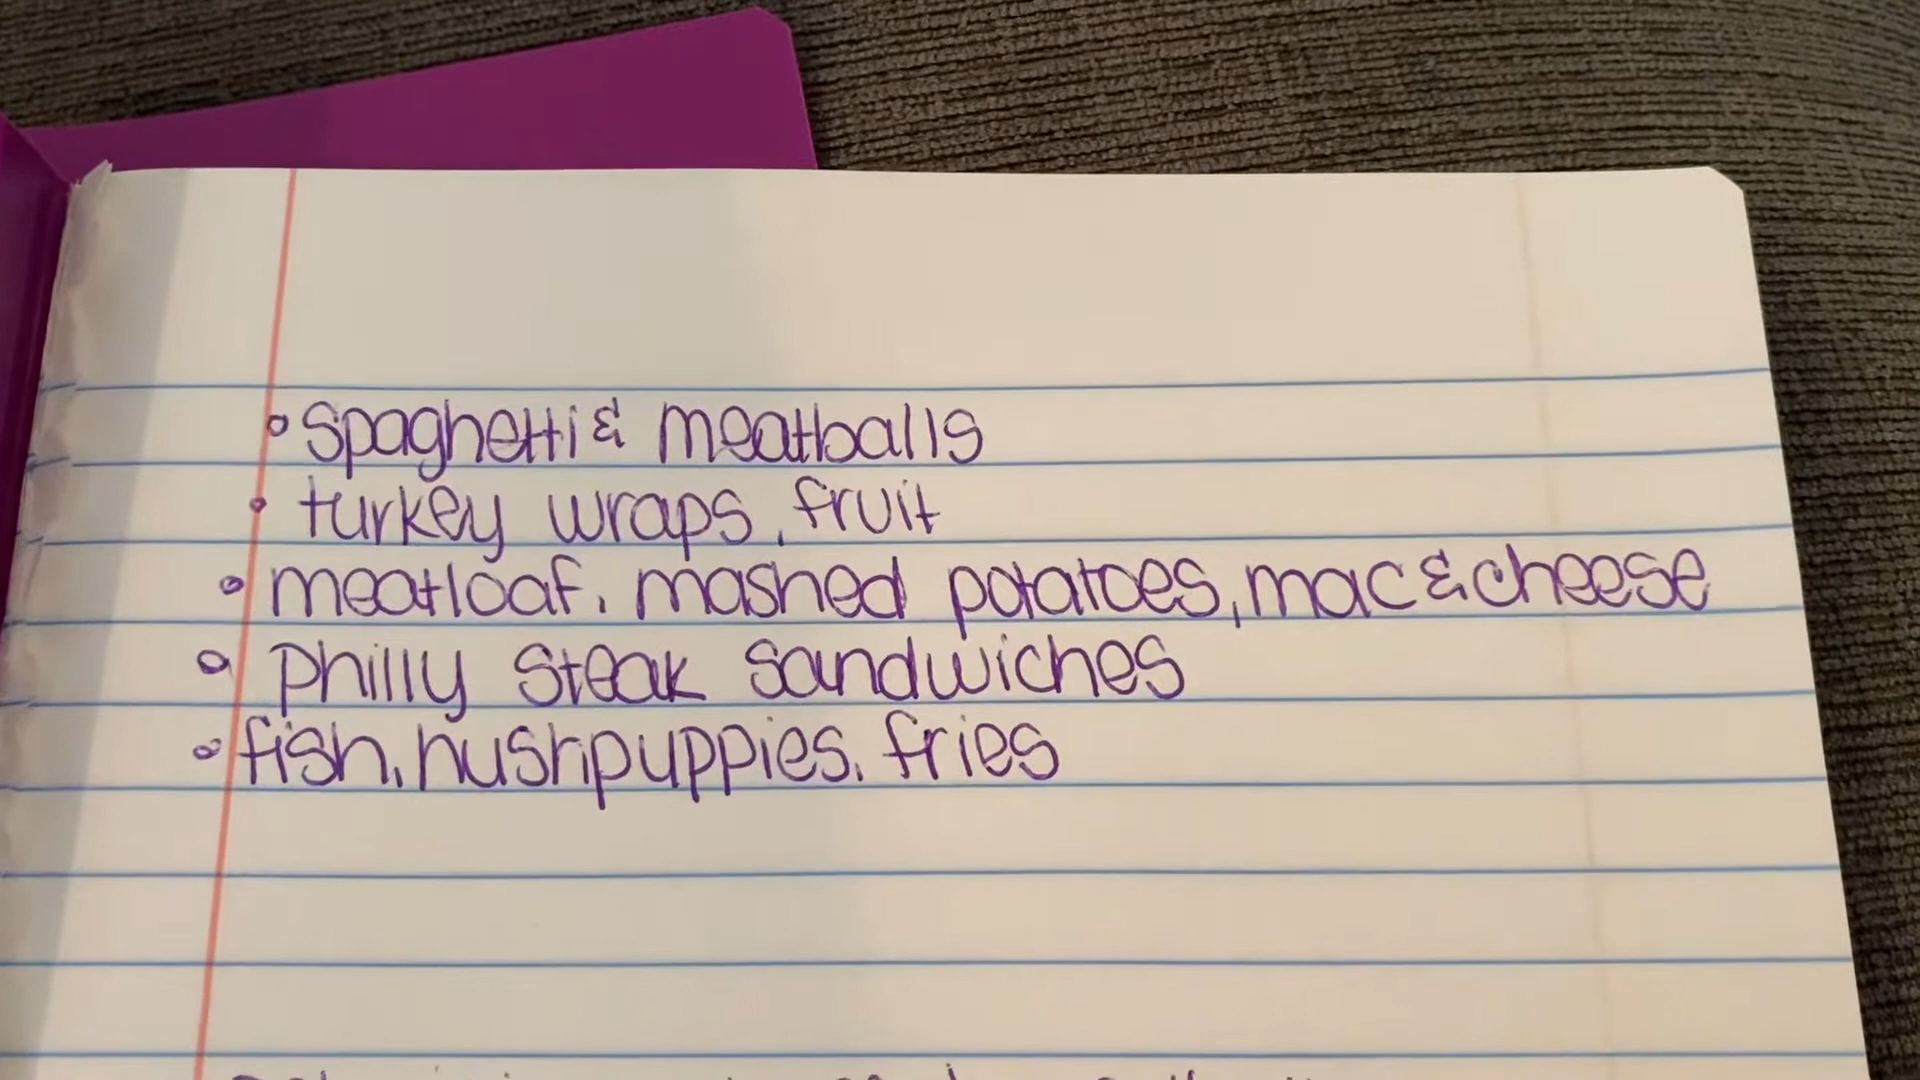 ° Spaghetti & meatballs
° turkey wraps, fruit
° meatloaf, mashed potatoes, mac & cheese
° Philly Steak Sandwiches
° fish, hushpuppies, fries